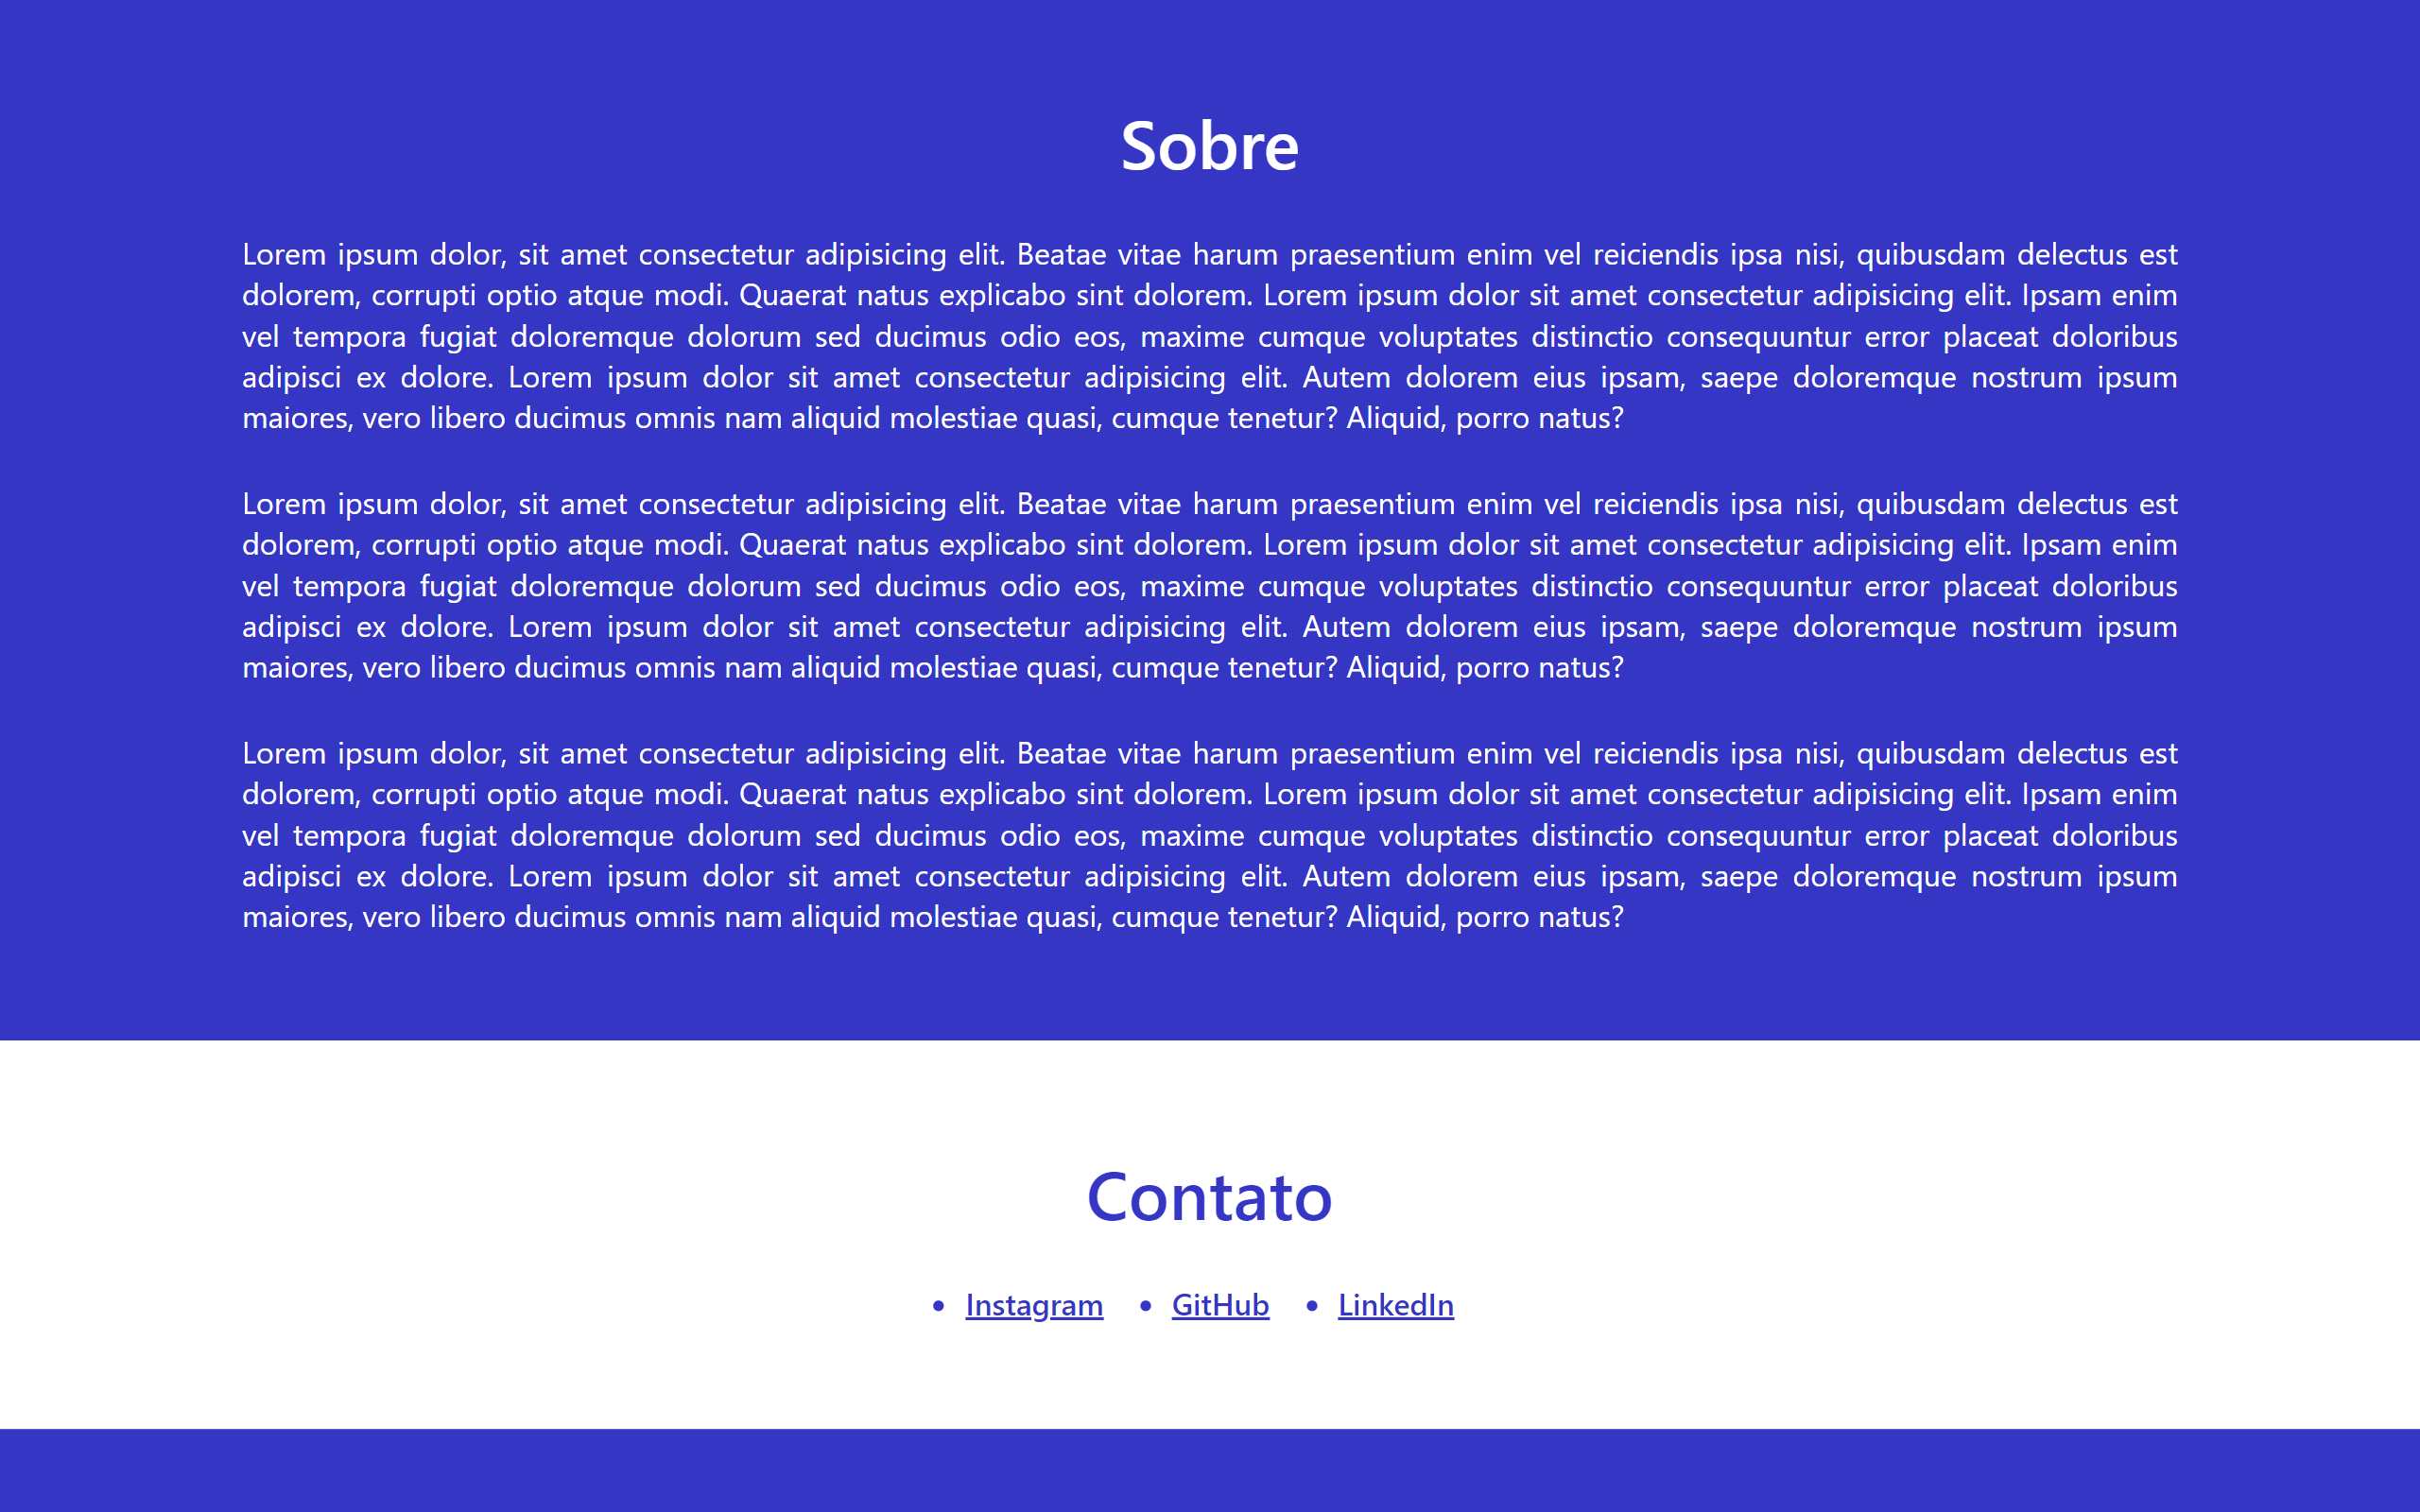 Sobre
Lorem ipsum dolor, sit amet consectetur adipisicing elit. Beatae vitae harum praesentium enim vel reiciendis ipsa nisi, quibusdam delectus est
dolorem, corrupti optio atque modi. Quaerat natus explicabo sint dolorem. Lorem ipsum dolor sit amet consectetur adipisicing elit. Ipsam enim
vel tempora fugiat doloremque dolorum sed ducimus odio eos, maxime cumque voluptates distinctio consequuntur error placeat doloribus
adipisci ex dolore. Lorem ipsum dolor sit amet consectetur adipisicing elit. Autem dolorem eius ipsam, saepe doloremque nostrum ipsum
maiores, vero libero ducimus omnis nam aliquid molestiae quasi, cumque tenetur? Aliquid, porro natus?
Lorem ipsum dolor, sit amet consectetur adipisicing elit. Beatae vitae harum praesentium enim vel reiciendis ipsa nisi, quibusdam delectus est
dolorem, corrupti optio atque modi. Quaerat natus explicabo sint dolorem. Lorem ipsum dolor sit amet consectetur adipisicing elit. Ipsam enim
vel tempora fugiat doloremque dolorum sed ducimus odio eos, maxime cumque voluptates distinctio consequuntur error placeat doloribus
adipisci ex dolore. Lorem ipsum dolor sit amet consectetur adipisicing elit. Autem dolorem eius ipsam, saepe doloremque nostrum ipsum
maiores, vero libero ducimus omnis nam aliquid molestiae quasi, cumque tenetur? Aliquid, porro natus?
Lorem ipsum dolor, sit amet consectetur adipisicing elit. Beatae vitae harum praesentium enim vel reiciendis ipsa nisi, quibusdam delectus est
dolorem, corrupti optio atque modi. Quaerat natus explicabo sint dolorem. Lorem ipsum dolor sit amet consectetur adipisicing elit. Ipsam enim
vel tempora fugiat doloremque dolorum sed ducimus odio eos, maxime cumque voluptates distinctio consequuntur error placeat doloribus
adipisci ex dolore. Lorem ipsum dolor sit amet consectetur adipisicing elit. Autem dolorem eius ipsam, saepe doloremque nostrum ipsum
maiores, vero libero ducimus omnis nam aliquid molestiae quasi, cumque tenetur? Aliquid, porro natus?
Contato
• Instagram • GitHub • LinkedIn